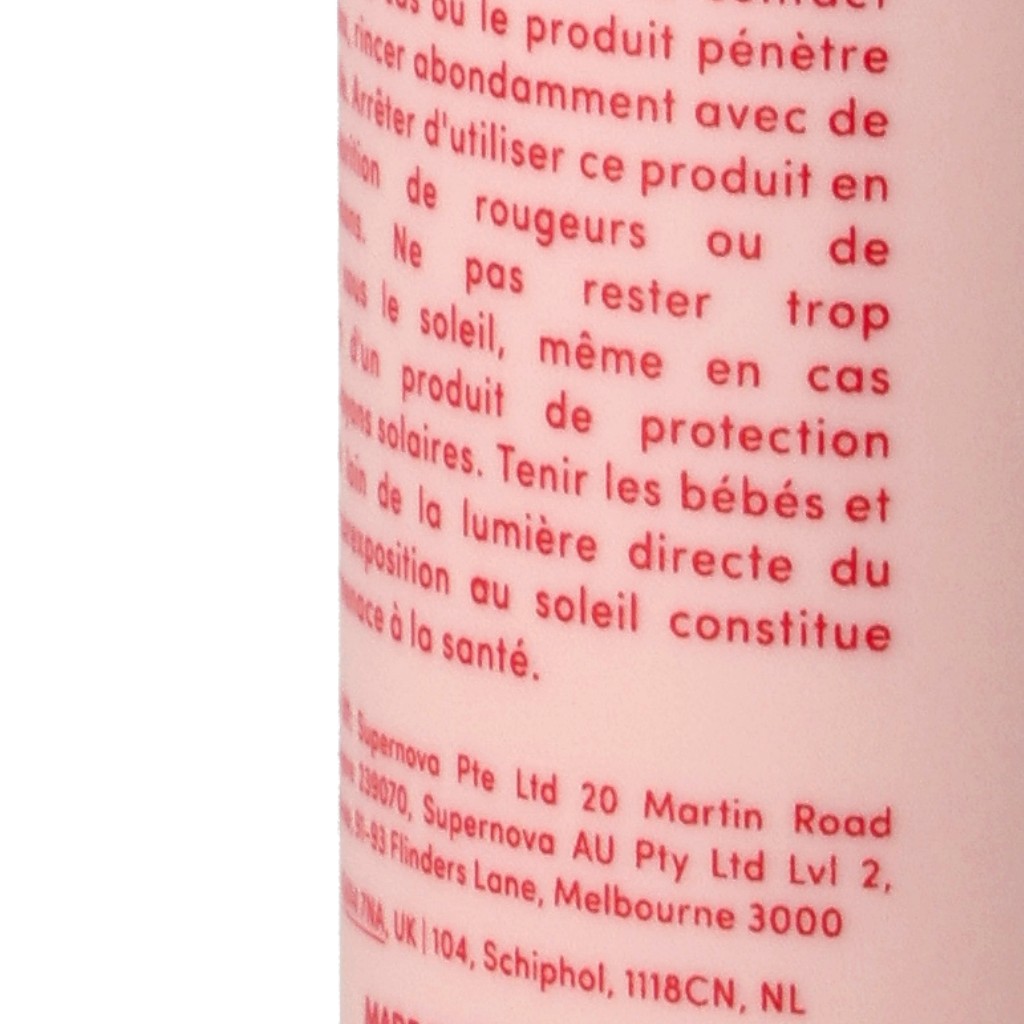 ou le produit pénètre
rincer abondamment avec de
Arrêter d'utiliser ce produit en
de rougeurs ou de
Ne pas rester trop
le soleil, même en cas
d'un produit de protection
solaires. Tenir les bébés et
de la lumière directe du
au soleil constitue
à la santé.
Supernova Pte Ltd 20 Martin Road
239070, Supernova AU Pty Ltd Lvl 2,
91-93 Flinders Lane, Melbourne 3000
7NA, UK | 104, Schiphol, 1118CN, NL